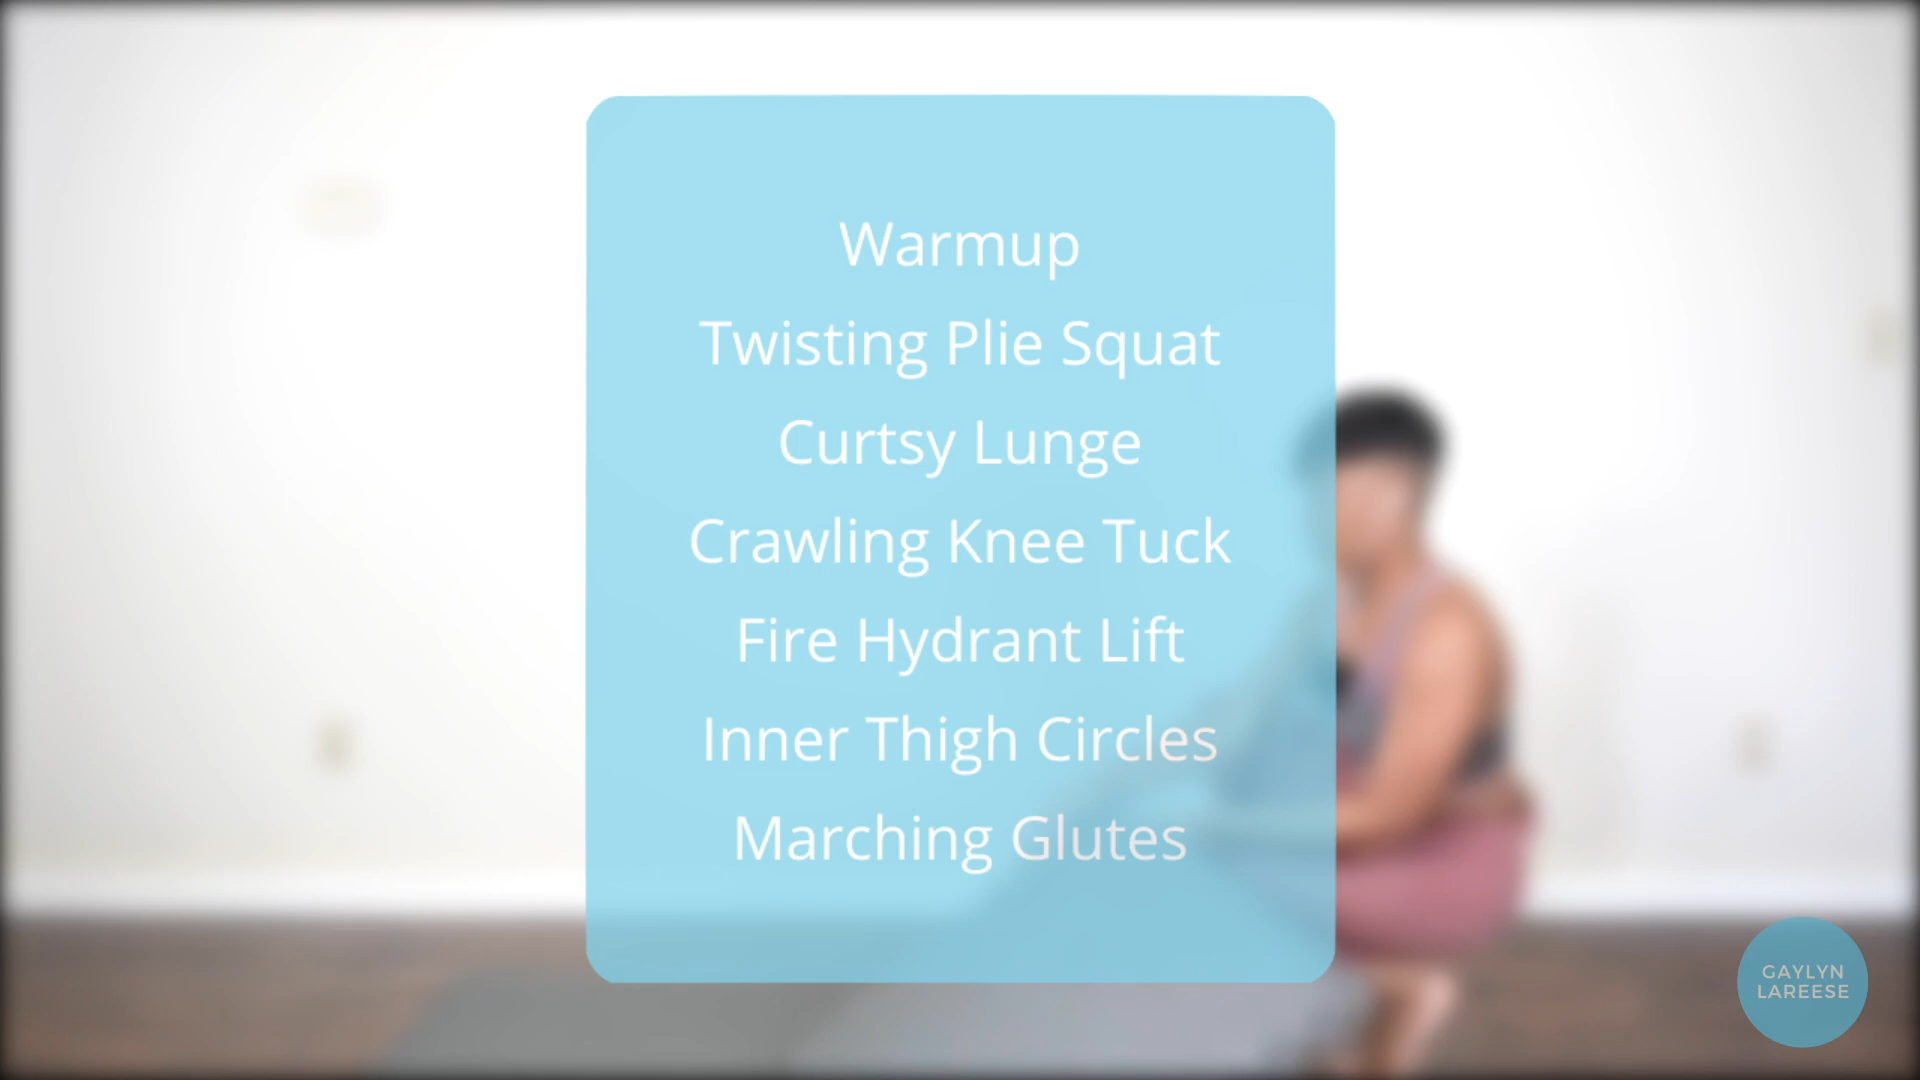 Warmup
Twisting Plie Squat
Curtsy Lunge
Crawling Knee Tuck
Fire Hydrant Lift
Inner Thigh Circles
Marching Glutes
GAYLYN
LAREESE